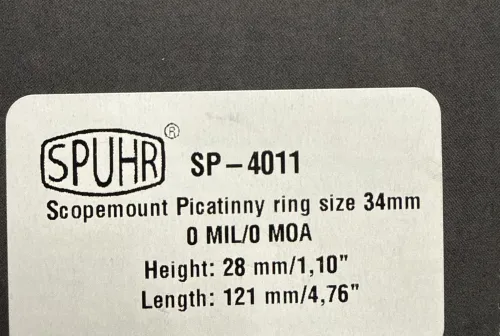 SPUHR® SP-4011
Scopemount Picatinny ring size 34mm
0 MIL/0 MOA
Height: 28 mm/1,10"
Length: 121 mm/4,76"